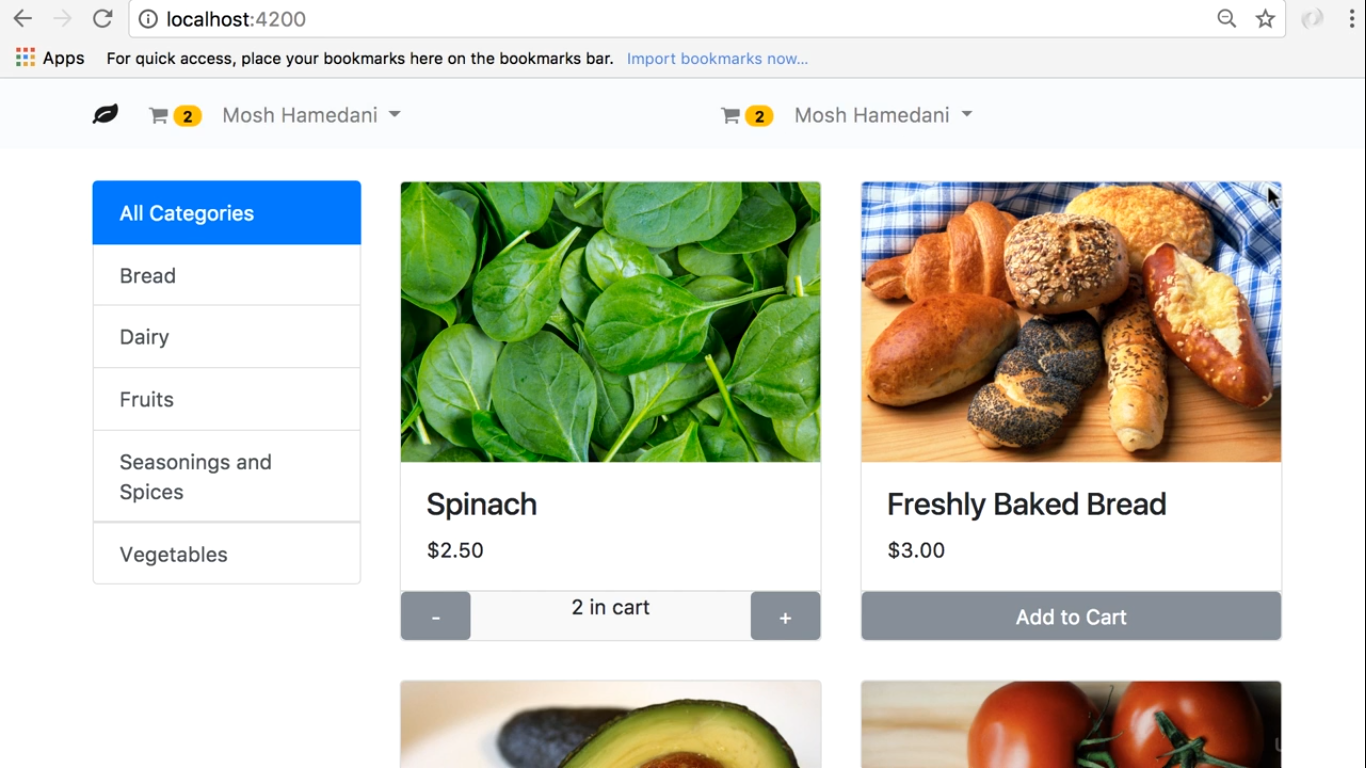 localhost:4200
Apps For quick access, place your bookmarks here on the bookmarks bar. Import bookmarks now...
2 Mosh Hamedani 2 Mosh Hamedani
All Categories
Bread
Dairy
Fruits
Seasonings and
Spices
Vegetables
Spinach
$2.50
- 2 in cart +
Freshly Baked Bread
$3.00
Add to Cart